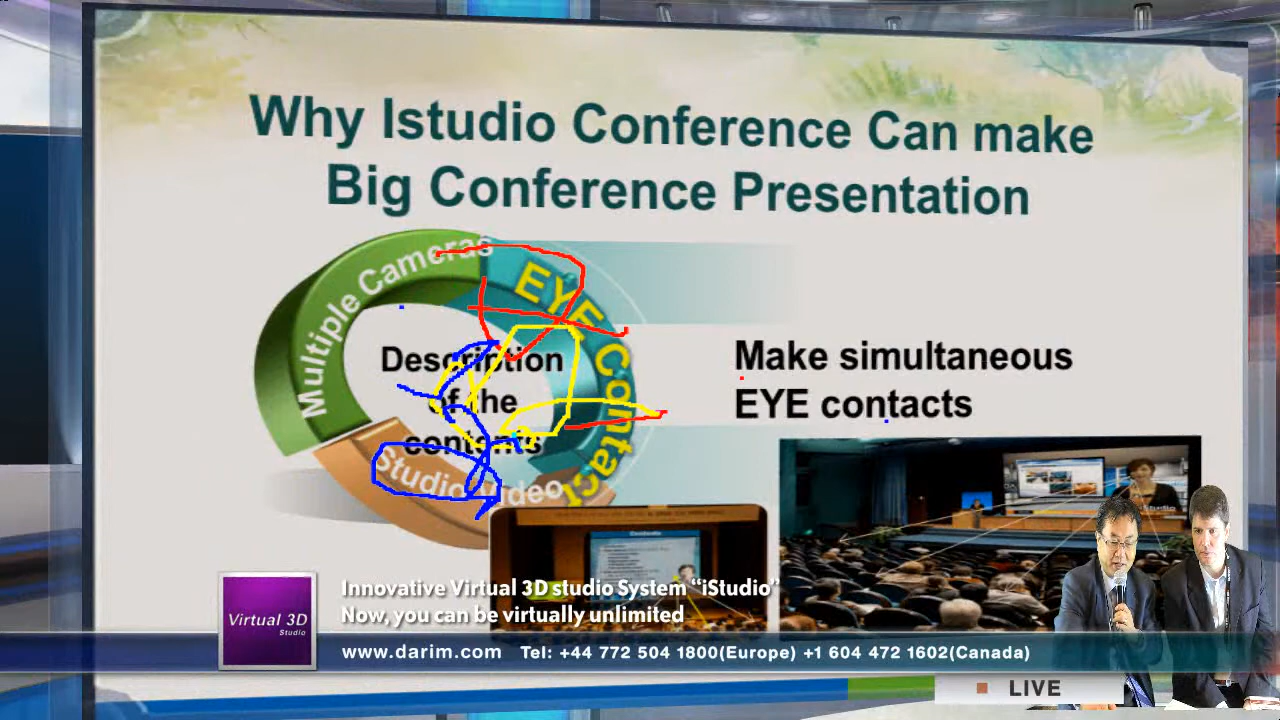 Why Istudio Conference Can make
Big Conference Presentation
Multiple Cameras
EYE Contact
Description
of the
contents
Studio Video
Make simultaneous
EYE contacts
Contents
Virtual 3D
Studio
Innovative Virtual 3D studio System “iStudio”
Now, you can be virtually unlimited
www.darim.com Tel: +44 772 504 1800(Europe) +1 604 472 1602(Canada)
LIVE